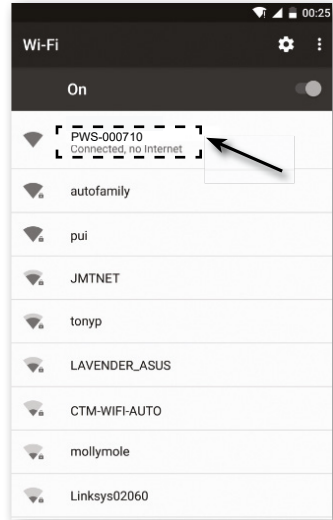 00:25
Wi-Fi
On
PWS-000710
Connected, no Internet
autofamily
pui
JMTNET
tonyp
LAVENDER_ASUS
CTM-WIFI-AUTO
mollymole
Linksys02060